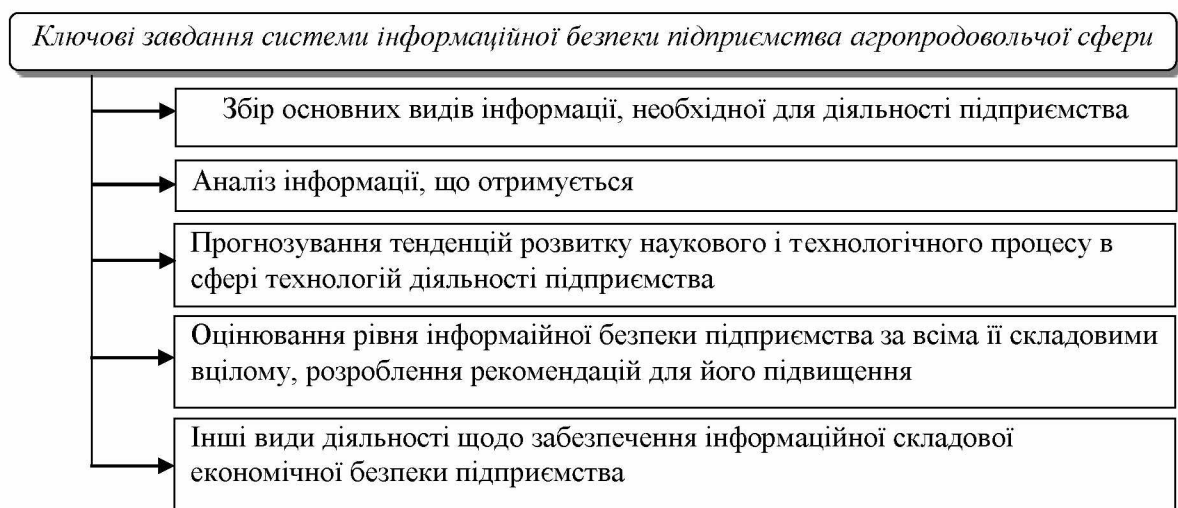 Ключові завдання системи інформаційної безпеки підприємства агропродовольчої сфери
Збір основних видів інформації, необхідної для діяльності підприємства
Аналіз інформації, що отримується
Прогнозування тенденцій розвитку наукового і технологічного процесу в
сфері технологій діяльності підприємства
Оцінювання рівня інформаійної безпеки підприємства за всіма її складовими
вцілому, розроблення рекомендацій для його підвищення
Інші види діяльності щодо забезпечення інформаційної складової
економічної безпеки підприємства